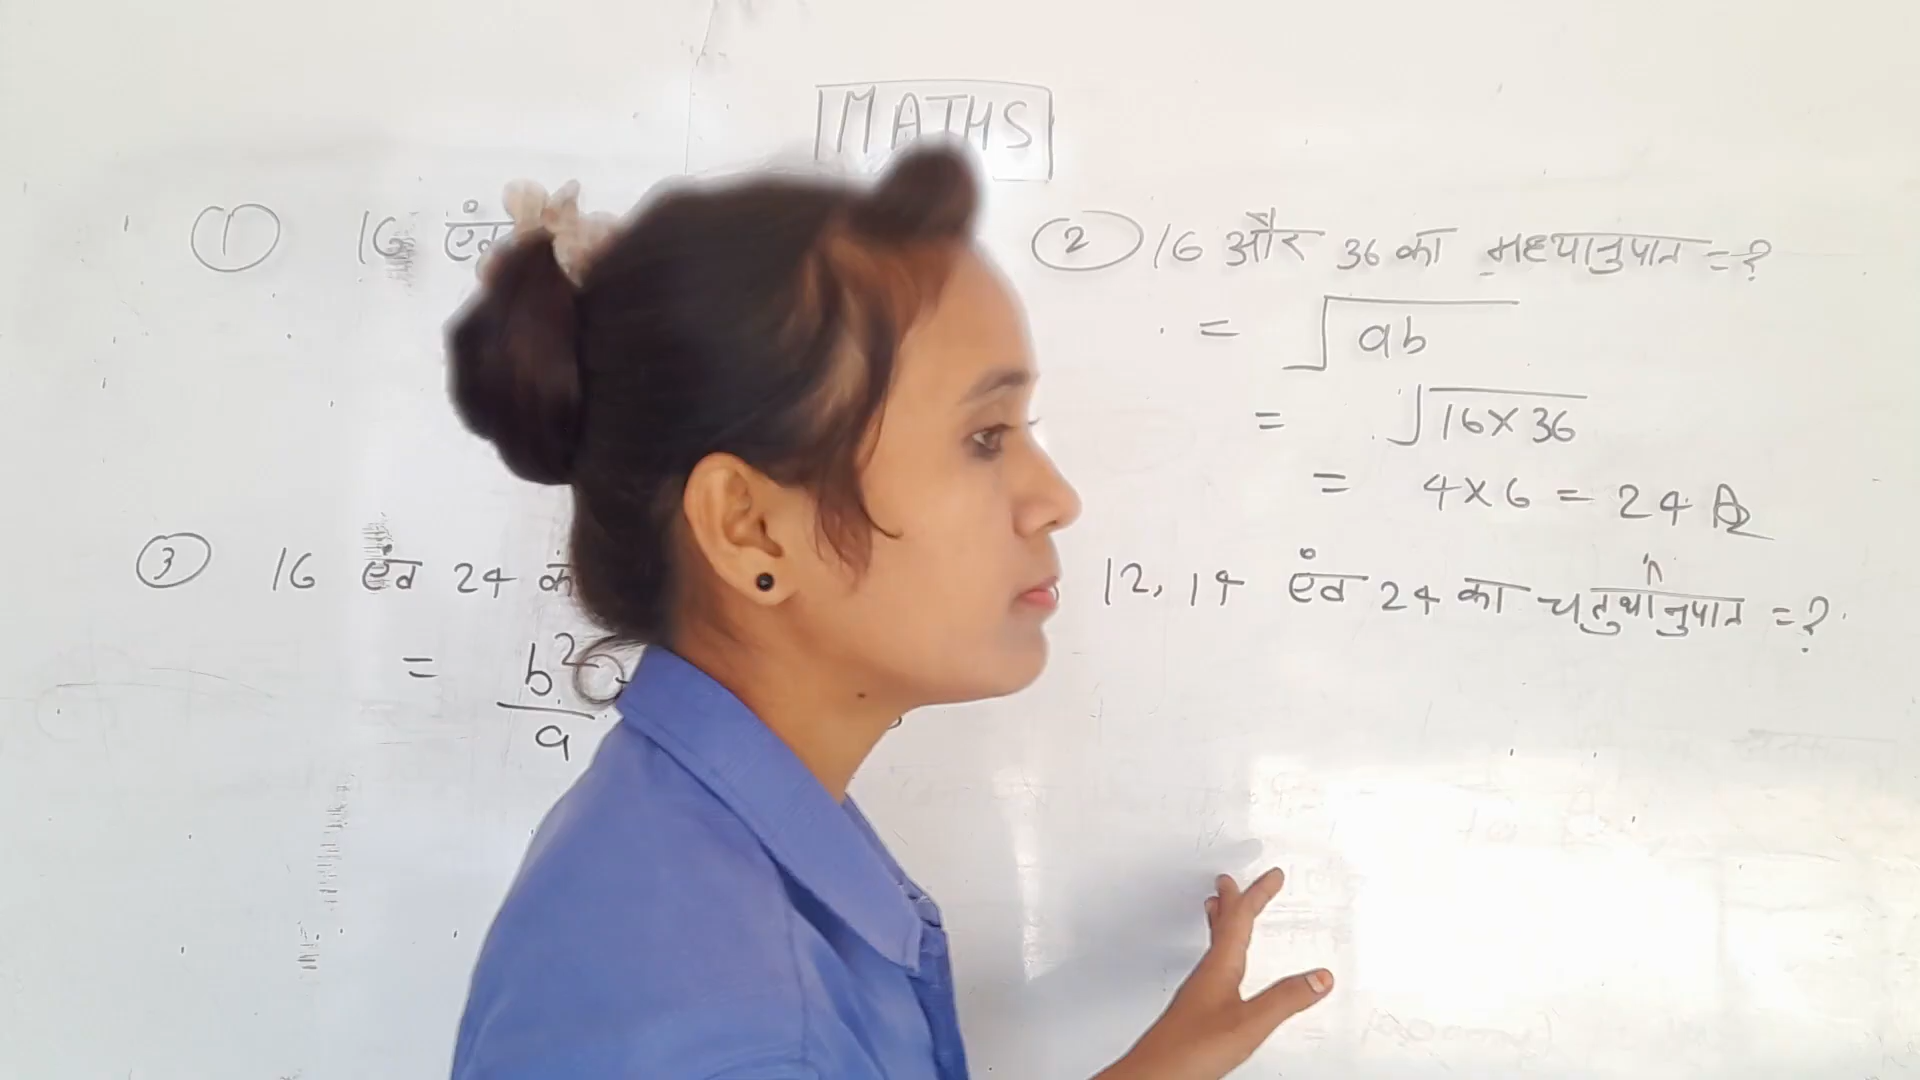 MATHS
① 16 एंव
② 16 और 36 का मध्यानुपात = ?
= √ab
= √16×36
= 4×6 = 24
③ 16 एंव 24 का
= b²/a
12, 14 एंव 24 का चतुर्थानुपात = ?